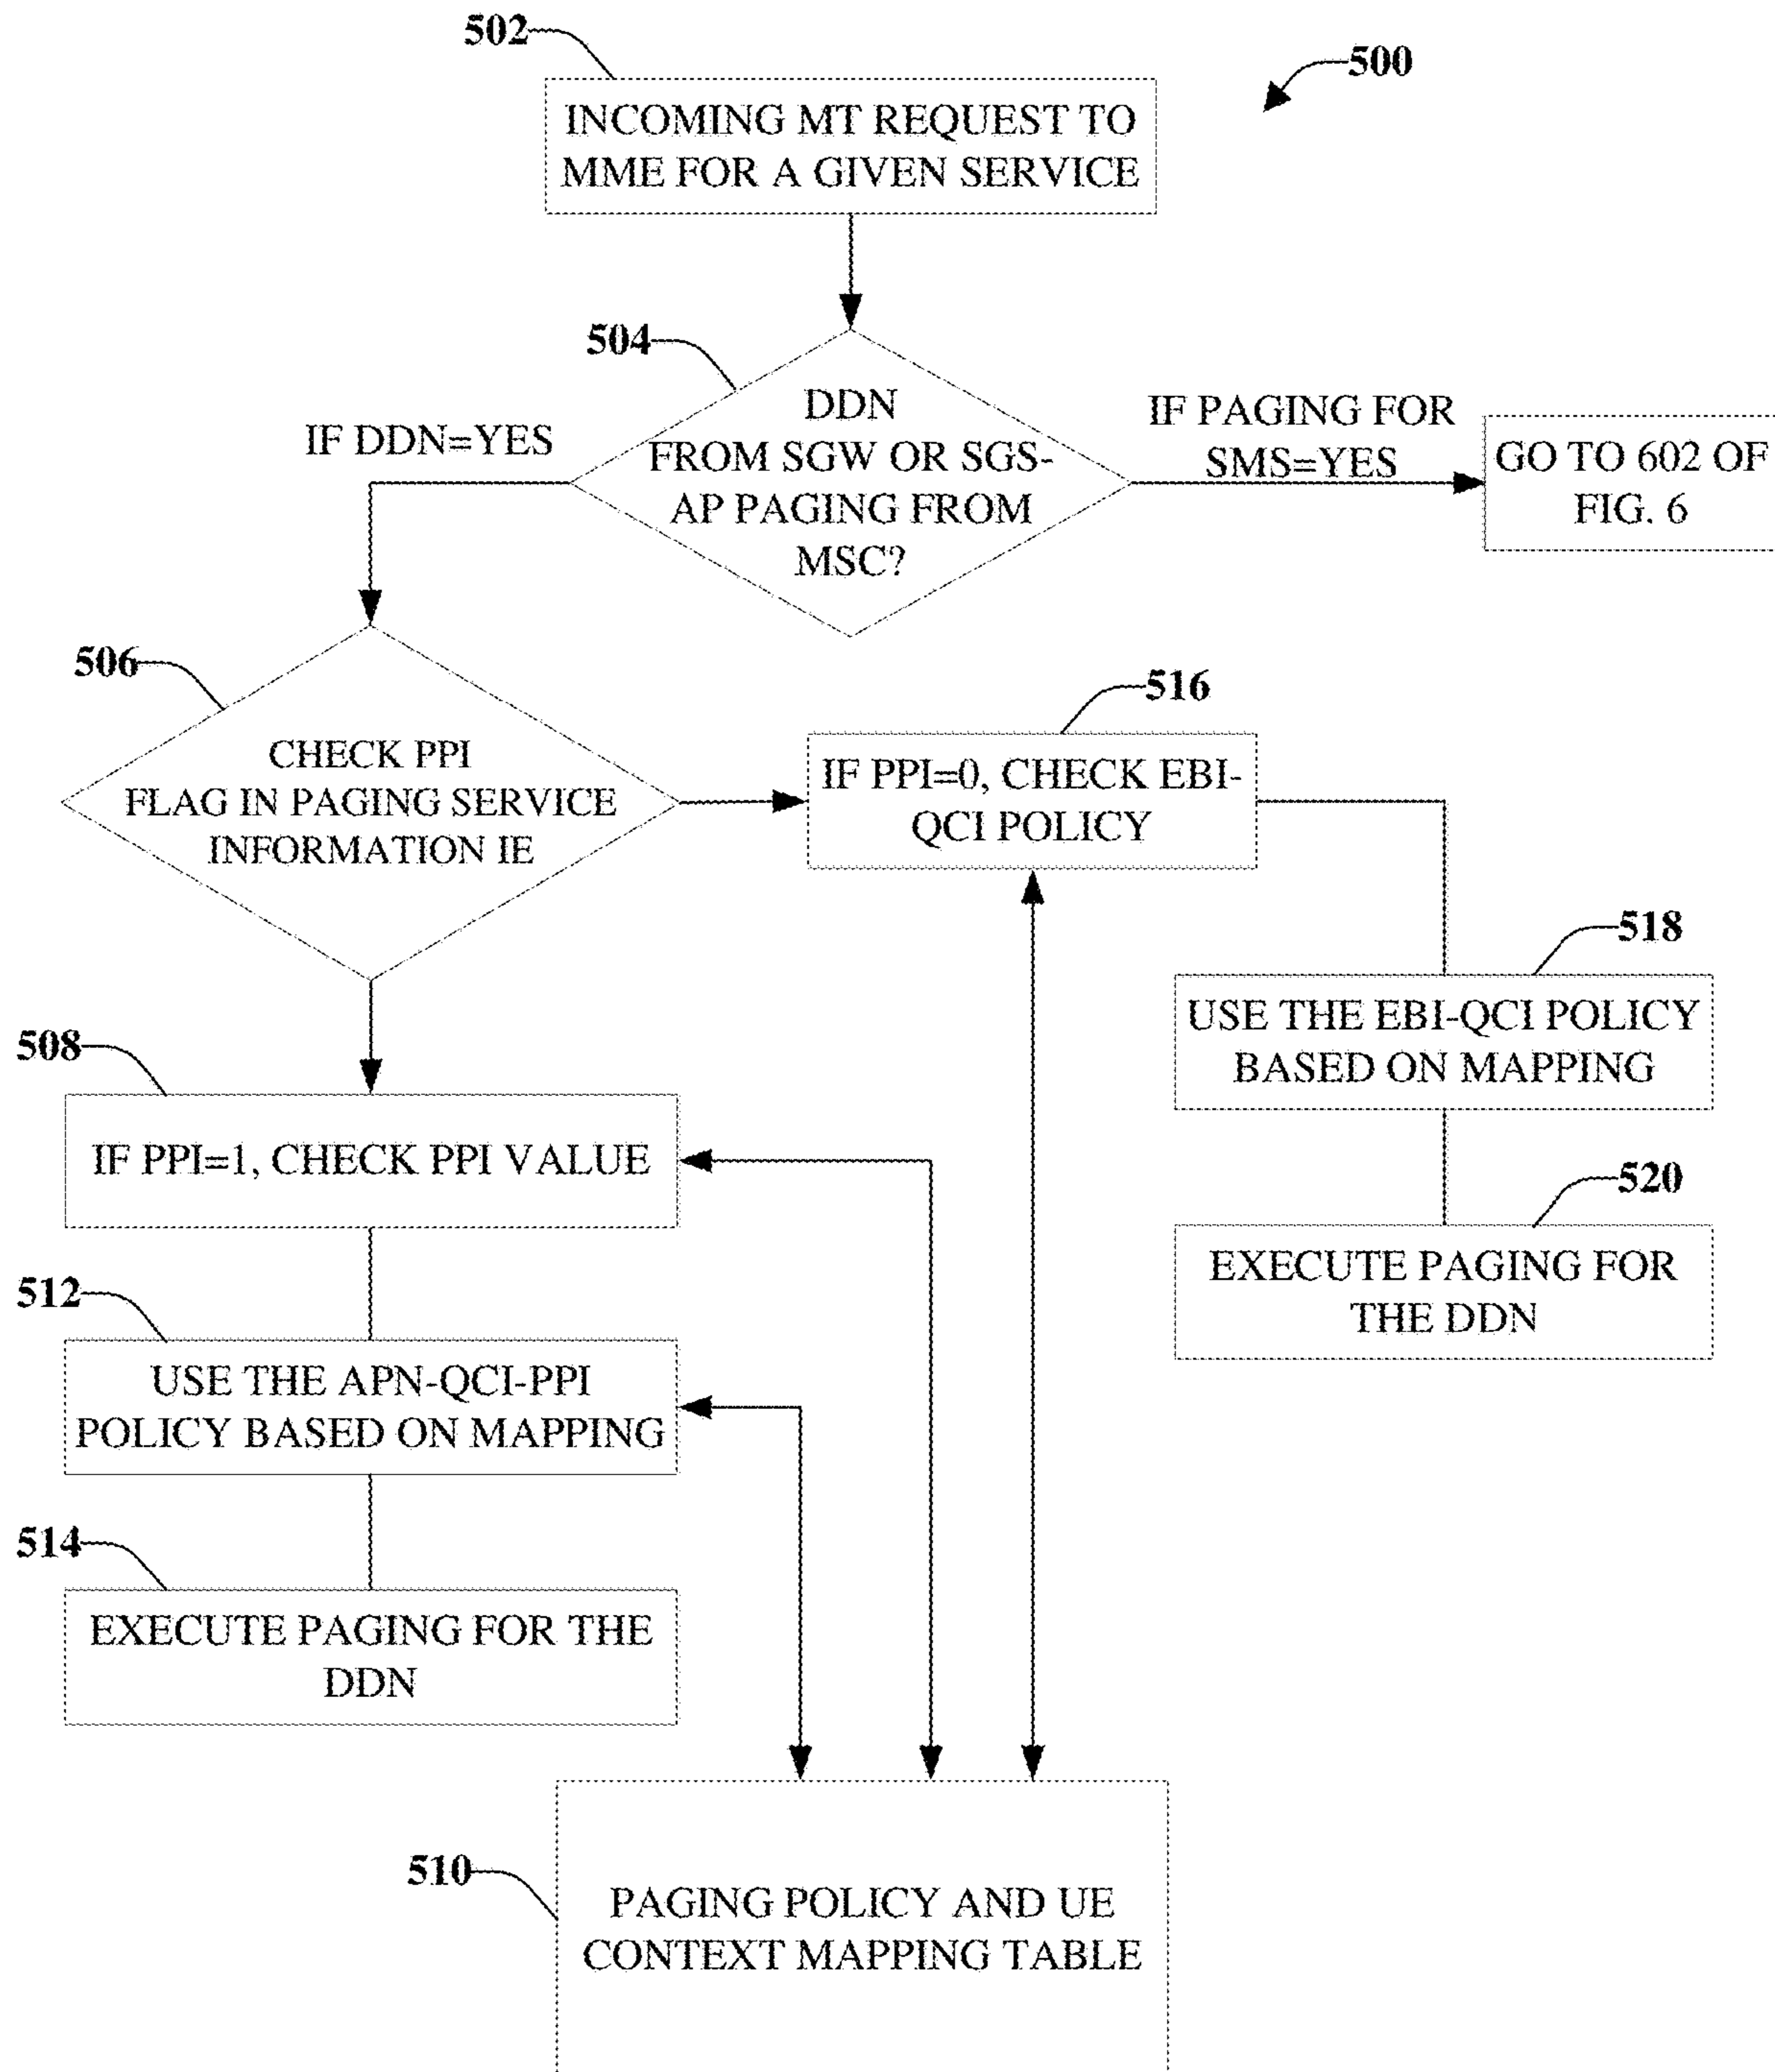 502
500
INCOMING MT REQUEST TO
MME FOR A GIVEN SERVICE
504
DDN
FROM SGW OR SGS-
AP PAGING FROM
MSC?
IF DDN=YES
IF PAGING FOR
SMS=YES
GO TO 602 OF
FIG. 6
506
CHECK PPI
FLAG IN PAGING SERVICE
INFORMATION IE
516
IF PPI=0, CHECK EBI-
QCI POLICY
518
USE THE EBI-QCI POLICY
BASED ON MAPPING
508
IF PPI=1, CHECK PPI VALUE
520
EXECUTE PAGING FOR
THE DDN
512
USE THE APN-QCI-PPI
POLICY BASED ON MAPPING
514
EXECUTE PAGING FOR THE
DDN
510
PAGING POLICY AND UE
CONTEXT MAPPING TABLE